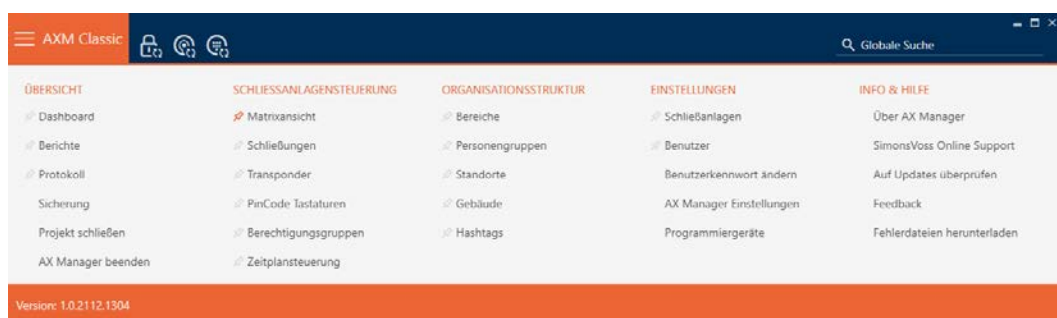 AXM Classic
Globale Suche
ÜBERSICHT
Dashboard
Berichte
Protokoll
Sicherung
Projekt schließen
AX Manager beenden
SCHLIESSANLAGENSTEUERUNG
Matrixansicht
Schließungen
Transponder
PinCode Tastaturen
Berechtigungsgruppen
Zeitplansteuerung
ORGANISATIONSSTRUKTUR
Bereiche
Personengruppen
Standorte
Gebäude
Hashtags
EINSTELLUNGEN
Schließanlagen
Benutzer
Benutzerkennwort ändern
AX Manager Einstellungen
Programmiergeräte
INFO & HILFE
Über AX Manager
SimonsVoss Online Support
Auf Updates überprüfen
Feedback
Fehlerdateien herunterladen
Version: 1.0.2112.1304